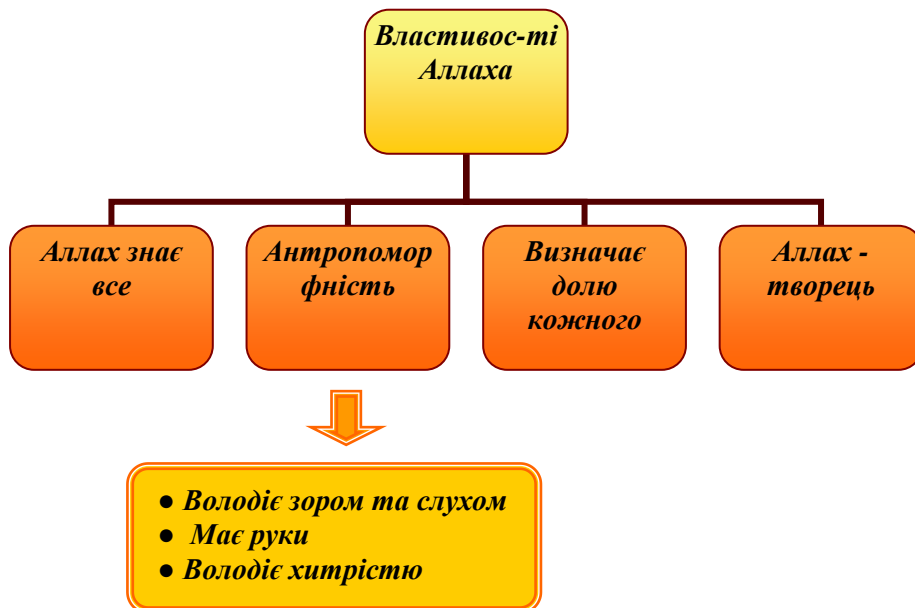 Властивос-ті
Аллаха
Аллах знає
все
Антропомор
фність
Визначає
долю
кожного
Аллах -
творець
● Володіє зором та слухом
● Має руки
● Володіє хитрістю